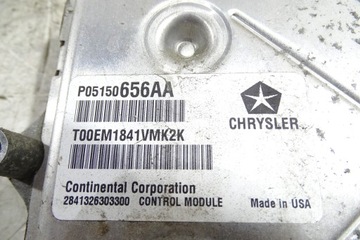 P05150656AA
CHRYSLER
T00EM1841VMK2K
Continental Corporation
2841326303300 CONTROL MODULE Made in USA